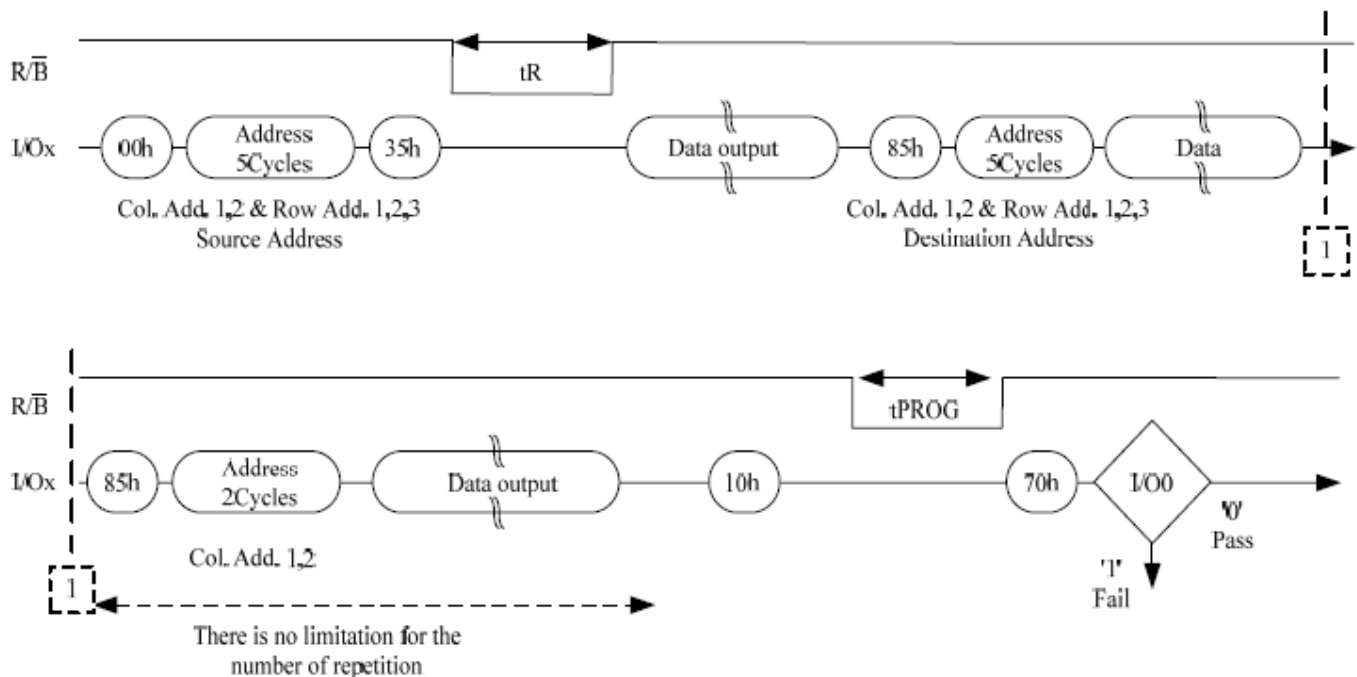 R/B̅
tR
I/Ox
00h
Address
5Cycles
35h
Data output
85h
Address
5Cycles
Data
Col. Add. 1,2 & Row Add. 1,2,3
Source Address
Col. Add. 1,2 & Row Add. 1,2,3
Destination Address
1
R/B̅
tPROG
I/Ox
85h
Address
2Cycles
Data output
10h
70h
I/O0
'0'
Pass
Col. Add. 1,2
1
'1'
Fail
There is no limitation for the
number of repetition